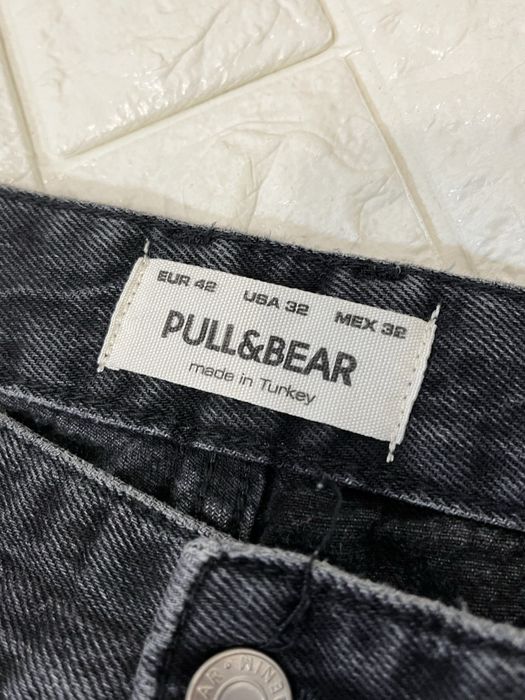 EUR 42 USA 32 MEX 32
PULL&BEAR
made in Turkey